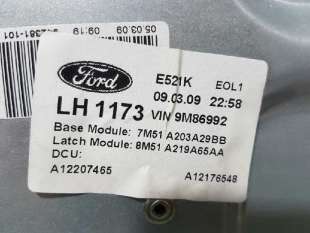 05.03.09 09:19
Ford
E521K EOL1
09.03.09 22:58
LH 1173 VIN 9M86992
Base Module: 7M51 A203A29BB
Latch Module: 8M51 A219A65AA
DCU:
A12207465 A12176548